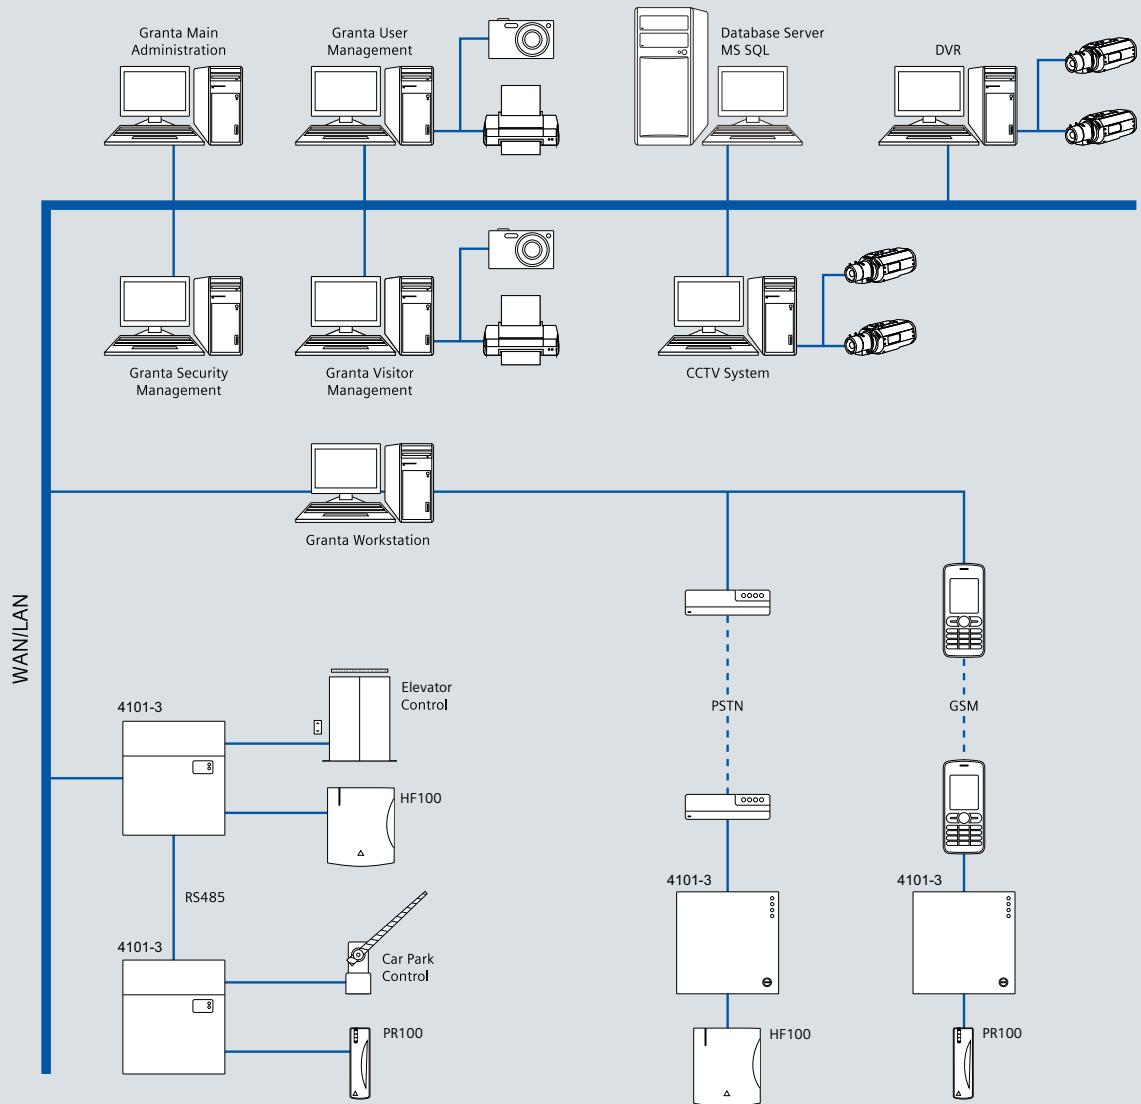 Granta Main
Administration
Granta User
Management
Database Server
MS SQL
DVR
Granta Security
Management
Granta Visitor
Management
CCTV System
Granta Workstation
WAN/LAN
Elevator
Control
4101-3
HF100
PSTN
GSM
RS485
4101-3
4101-3
4101-3
Car Park
Control
PR100
HF100
PR100